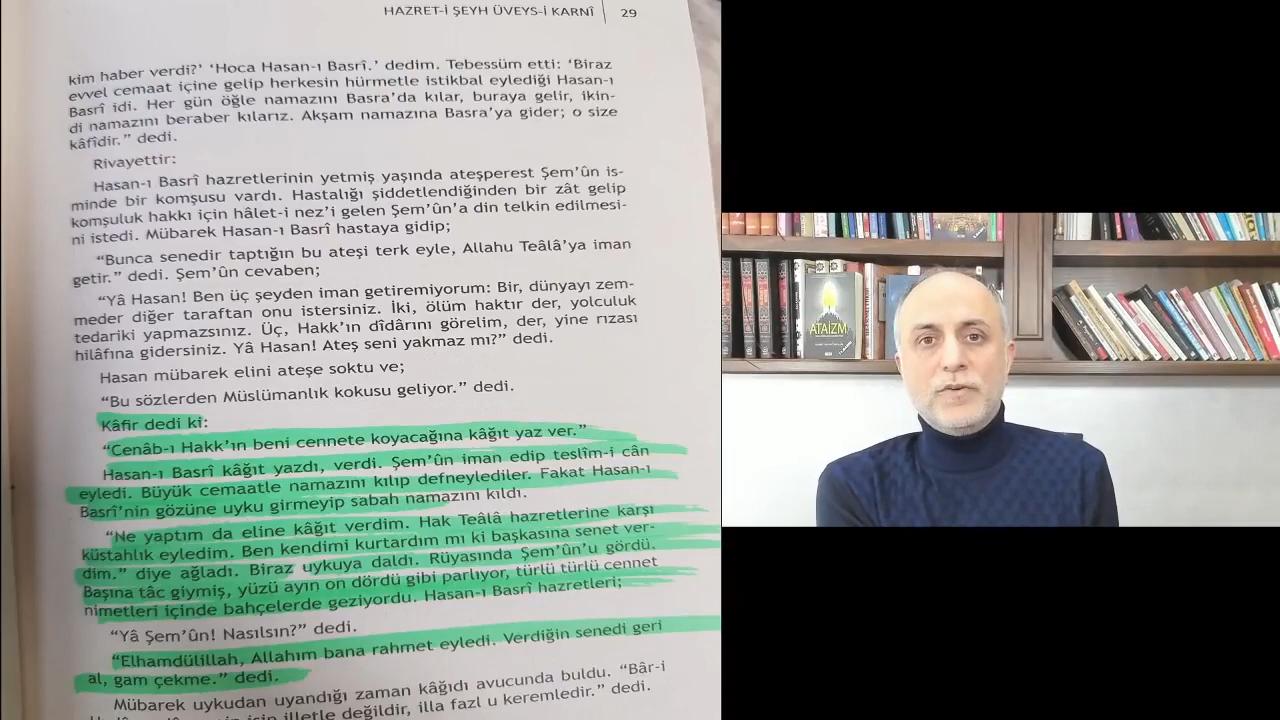 HAZRET-İ ŞEYH ÜVEYS-İ KARNÎ 29
kim haber verdi?’ ‘Hoca Hasan-ı Basrî.’ dedim. Tebessüm etti: ‘Biraz
evvel cemaat içine gelip herkesin hürmetle istikbal eylediği Hasan-ı
Basrî idi. Her gün öğle namazını Basra’da kılar, buraya gelir, ikin-
di namazını beraber kılarız. Akşam namazına Basra’ya gider; o size
kâfîdir.” dedi.
Rivayettir:
Hasan-ı Basrî hazretlerinin yetmiş yaşında ateşperest Şem’ûn is-
minde bir komşusu vardı. Hastalığı şiddetlendiğinden bir zât gelip
komşuluk hakkı için hâlet-i nez’i gelen Şem’ûn’a din telkin edilmesi-
ni istedi. Mübarek Hasan-ı Basrî hastaya gidip;
“Bunca senedir taptığın bu ateşi terk eyle, Allahu Teâlâ’ya iman
getir.” dedi. Şem’ûn cevaben;
“Yâ Hasan! Ben üç şeyden iman getiremiyorum: Bir, dünyayı zem-
meder diğer taraftan onu istersiniz. İki, ölüm haktır der, yolculuk
tedariki yapmazsınız. Üç, Hakk’ın dîdârını görelim, der, yine rızası
hilâfına gidersiniz. Yâ Hasan! Ateş seni yakmaz mı?” dedi.
Hasan mübarek elini ateşe soktu ve;
“Bu sözlerden Müslümanlık kokusu geliyor.” dedi.
Kâfir dedi ki:
“Cenâb-ı Hakk’ın beni cennete koyacağına kâğıt yaz ver.”
Hasan-ı Basrî kâğıt yazdı, verdi. Şem’ûn iman edip teslîm-i cân
eyledi. Büyük cemaatle namazını kılıp defneylediler. Fakat Hasan-ı
Basrî’nin gözüne uyku girmeyip sabah namazını kıldı.
“Ne yaptım da eline kâğıt verdim. Hak Teâlâ hazretlerine karşı
küstahlık eyledim. Ben kendimi kurtardım mı ki başkasına senet ver-
dim.” diye ağladı. Biraz uykuya daldı. Rüyasında Şem’ûn’u gördü.
Başına tâc giymiş, yüzü ayın on dördü gibi parlıyor, türlü türlü cennet
nimetleri içinde bahçelerde geziyordu. Hasan-ı Basrî hazretleri;
“Yâ Şem’ûn! Nasılsın?” dedi.
“Elhamdülillah, Allahım bana rahmet eyledi. Verdiğin senedi geri
al, gam çekme.” dedi.
Mübarek uykudan uyandığı zaman kâğıdı avucunda buldu. “Bâr-i
için illetle değildir, illa fazl u keremledir.” dedi.
ATAİZM